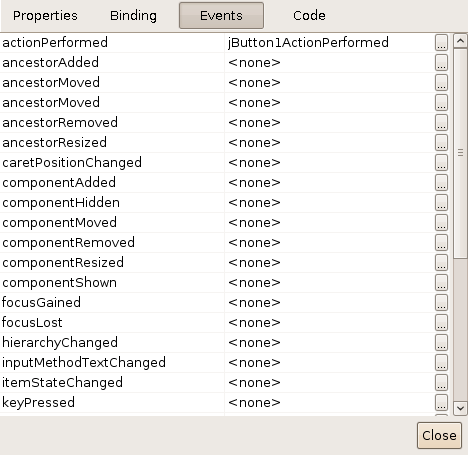 Properties Binding Events Code
actionPerformed jButton1ActionPerformed ...
ancestorAdded <none> ...
ancestorMoved <none> ...
ancestorMoved <none> ...
ancestorRemoved <none> ...
ancestorResized <none> ...
caretPositionChanged <none> ...
componentAdded <none> ...
componentHidden <none> ...
componentMoved <none> ...
componentRemoved <none> ...
componentResized <none> ...
componentShown <none> ...
focusGained <none> ...
focusLost <none> ...
hierarchyChanged <none> ...
inputMethodTextChanged <none> ...
itemStateChanged <none> ...
keyPressed <none> ...
Close